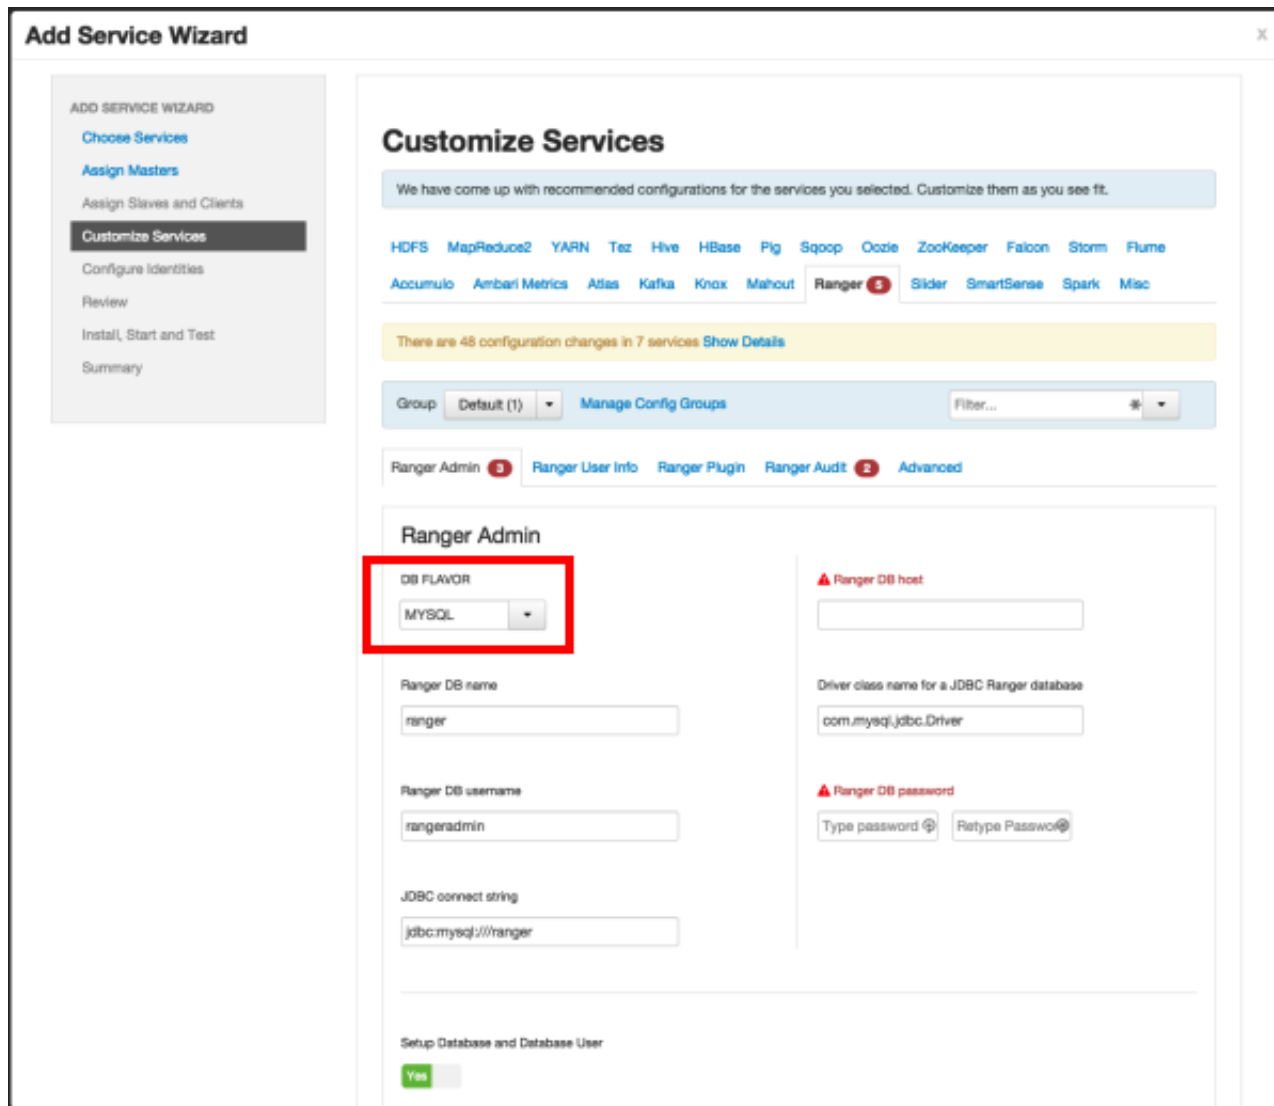 Add Service Wizard
x
ADD SERVICE WIZARD
Choose Services
Assign Masters
Assign Slaves and Clients
Customize Services
Configure Identities
Review
Install, Start and Test
Summary
Customize Services
We have come up with recommended configurations for the services you selected. Customize them as you see fit.
HDFS MapReduce2 YARN Tez Hive HBase Pig Sqoop Oozie ZooKeeper Falcon Storm Flume
Accumulo Ambari Metrics Atlas Kafka Knox Mahout Ranger 5 Slider SmartSense Spark Misc
There are 48 configuration changes in 7 services Show Details
Group Default (1) Manage Config Groups Filter...
Ranger Admin 3 Ranger User Info Ranger Plugin Ranger Audit 2 Advanced
Ranger Admin
DB FLAVOR
MYSQL
Ranger DB host
Ranger DB name
ranger
Driver class name for a JDBC Ranger database
com.mysql.jdbc.Driver
Ranger DB username
rangeradmin
Ranger DB password
Type password Retype Passwo
JDBC connect string
jdbc:mysql:///ranger
Setup Database and Database User
Yes